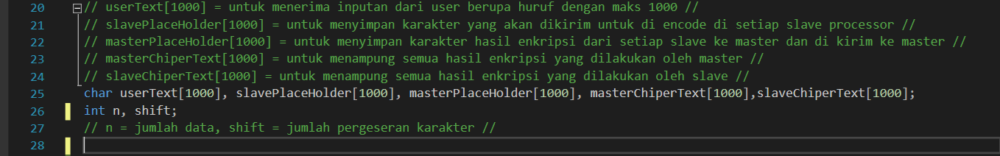 20 // userText[1000] = untuk menerima inputan dari user berupa huruf dengan maks 1000 //
21 // slavePlaceHolder[1000] = untuk menyimpan karakter yang akan dikirim untuk di encode di setiap slave processor //
22 // masterPlaceHolder[1000] = untuk menyimpan karakter hasil enkripsi dari setiap slave ke master dan di kirim ke master //
23 // masterChiperText[1000] = untuk menampung semua hasil enkripsi yang dilakukan oleh master //
24 // slaveChiperText[1000] = untuk menampung semua hasil enkripsi yang dilakukan oleh slave //
25 char userText[1000], slavePlaceHolder[1000], masterPlaceHolder[1000], masterChiperText[1000],slaveChiperText[1000];
26 int n, shift;
27 // n = jumlah data, shift = jumlah pergeseran karakter //
28